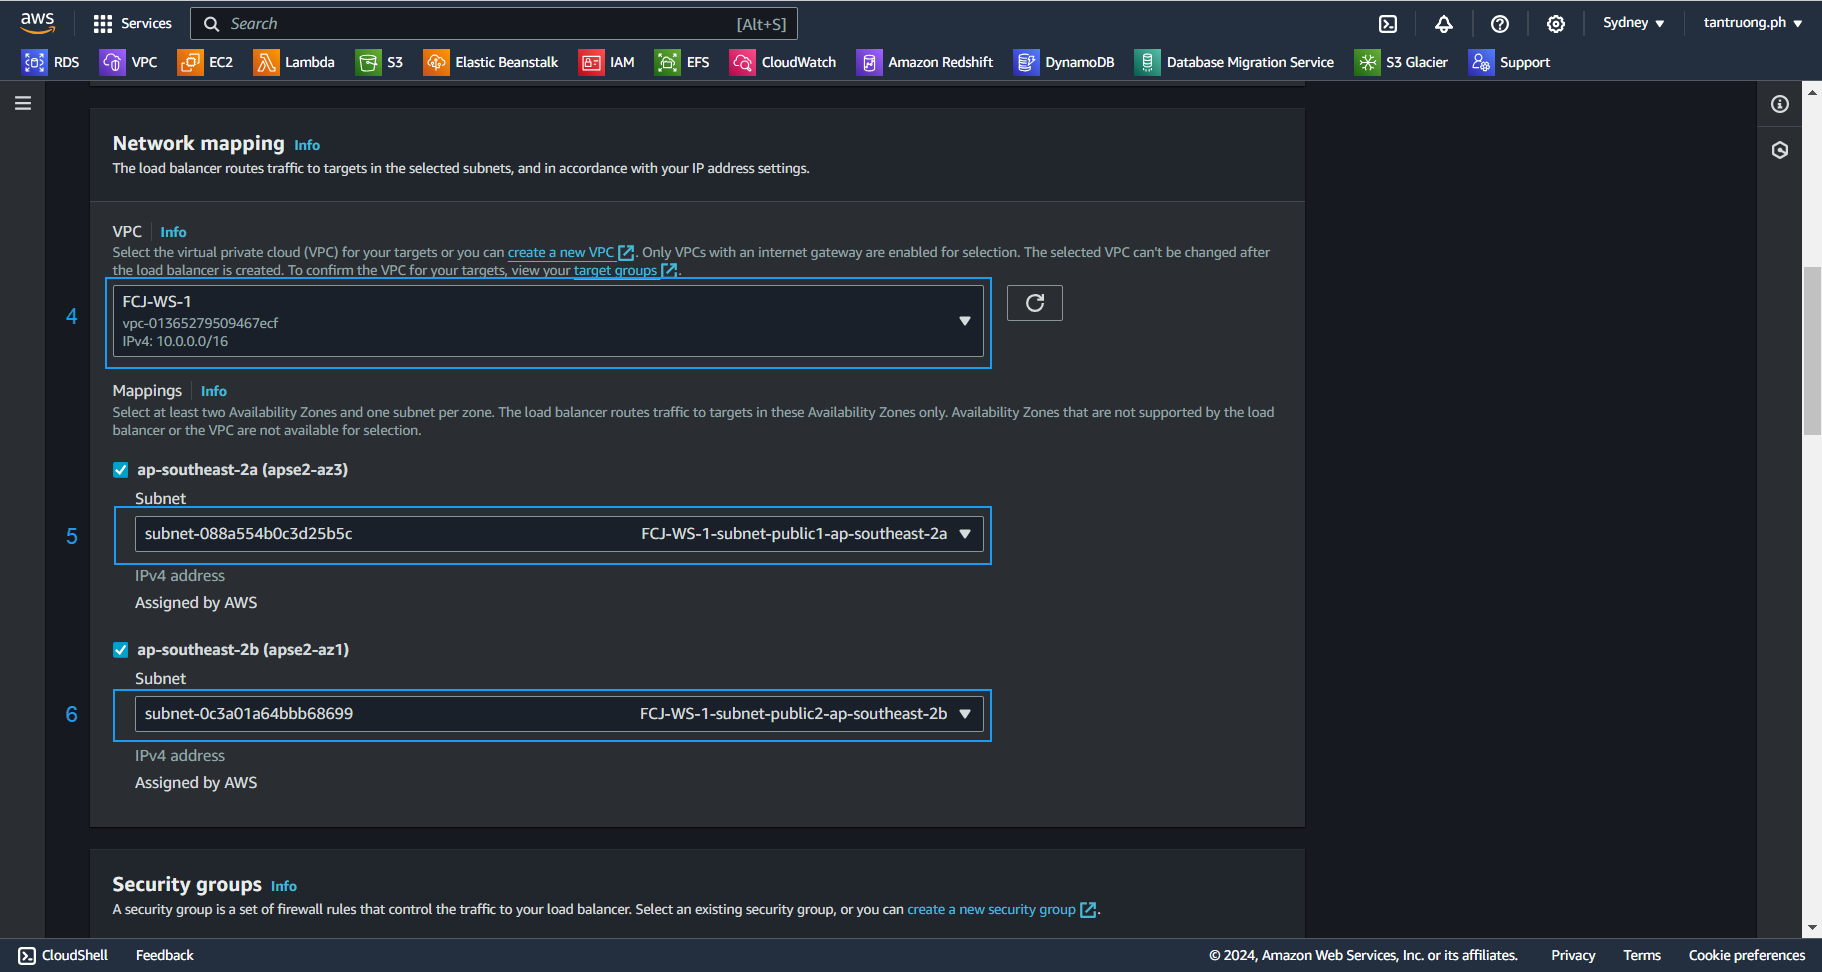 aws
Services
Search
[Alt+S]
Sydney
tantruong.ph
RDS
VPC
EC2
Lambda
S3
Elastic Beanstalk
IAM
EFS
CloudWatch
Amazon Redshift
DynamoDB
Database Migration Service
S3 Glacier
Support
Network mapping Info
The load balancer routes traffic to targets in the selected subnets, and in accordance with your IP address settings.
VPC Info
Select the virtual private cloud (VPC) for your targets or you can create a new VPC. Only VPCs with an internet gateway are enabled for selection. The selected VPC can't be changed after
the load balancer is created. To confirm the VPC for your targets, view your target groups.
4
FCJ-WS-1
vpc-01365279509467ecf
IPv4: 10.0.0.0/16
Mappings Info
Select at least two Availability Zones and one subnet per zone. The load balancer routes traffic to targets in these Availability Zones only. Availability Zones that are not supported by the load
balancer or the VPC are not available for selection.
ap-southeast-2a (apse2-az3)
Subnet
5
subnet-088a554b0c3d25b5c FCJ-WS-1-subnet-public1-ap-southeast-2a
IPv4 address
Assigned by AWS
ap-southeast-2b (apse2-az1)
Subnet
6
subnet-0c3a01a64bbb68699 FCJ-WS-1-subnet-public2-ap-southeast-2b
IPv4 address
Assigned by AWS
Security groups Info
A security group is a set of firewall rules that control the traffic to your load balancer. Select an existing security group, or you can create a new security group.
CloudShell
Feedback
© 2024, Amazon Web Services, Inc. or its affiliates.
Privacy
Terms
Cookie preferences